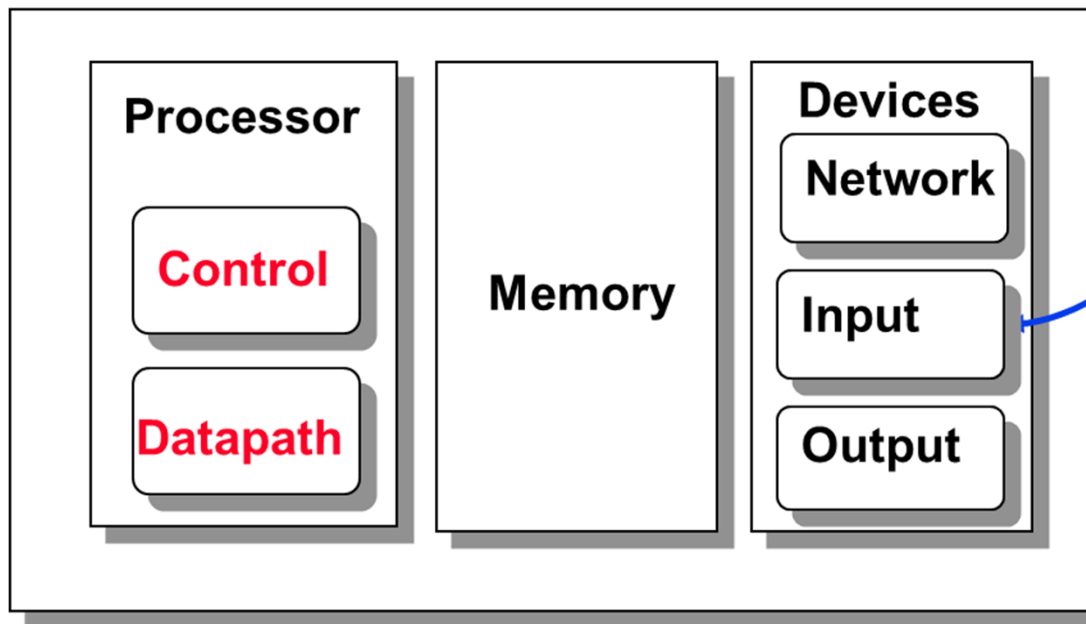 Processor
Control
Datapath
Memory
Devices
Network
Input
Output